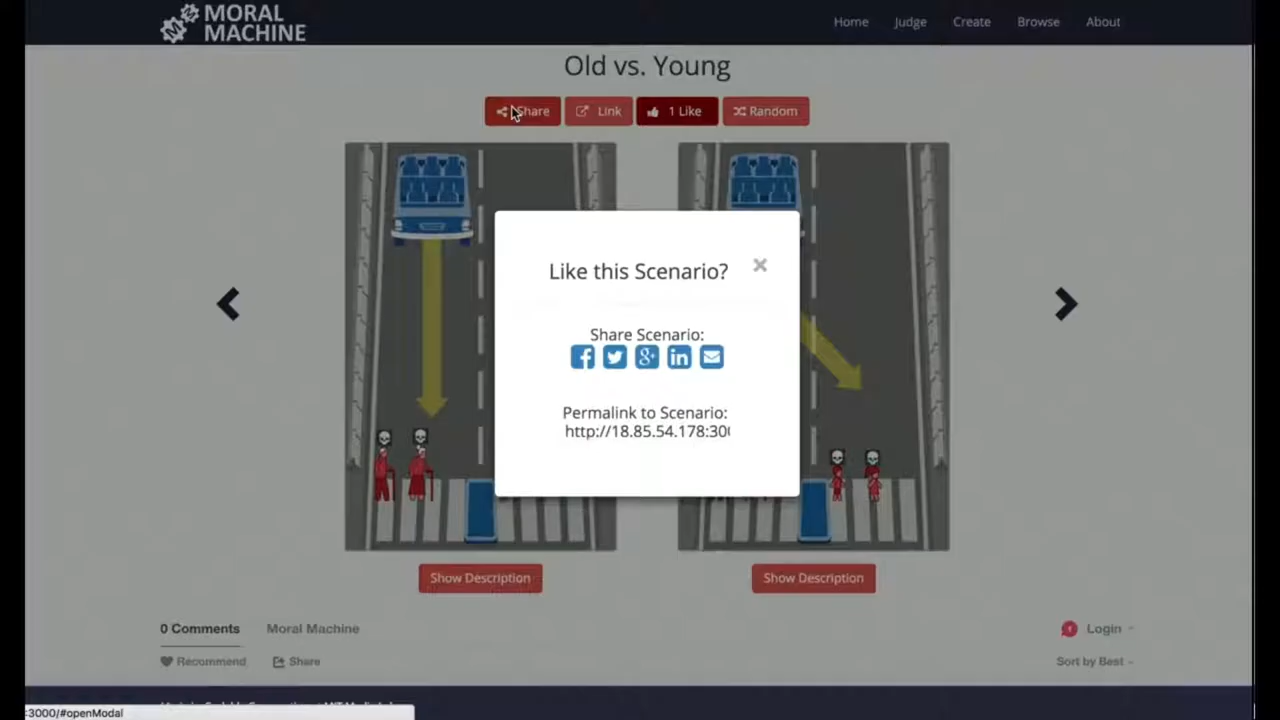 MORAL
MACHINE
Home Judge Create Browse About
Old vs. Young
Share Link 1 Like Random
Like this Scenario?
×
Share Scenario:
Permalink to Scenario:
http://18.85.54.178:30
Show Description Show Description
0 Comments Moral Machine Login
Recommend Share Sort by Best
:3000/#openModal